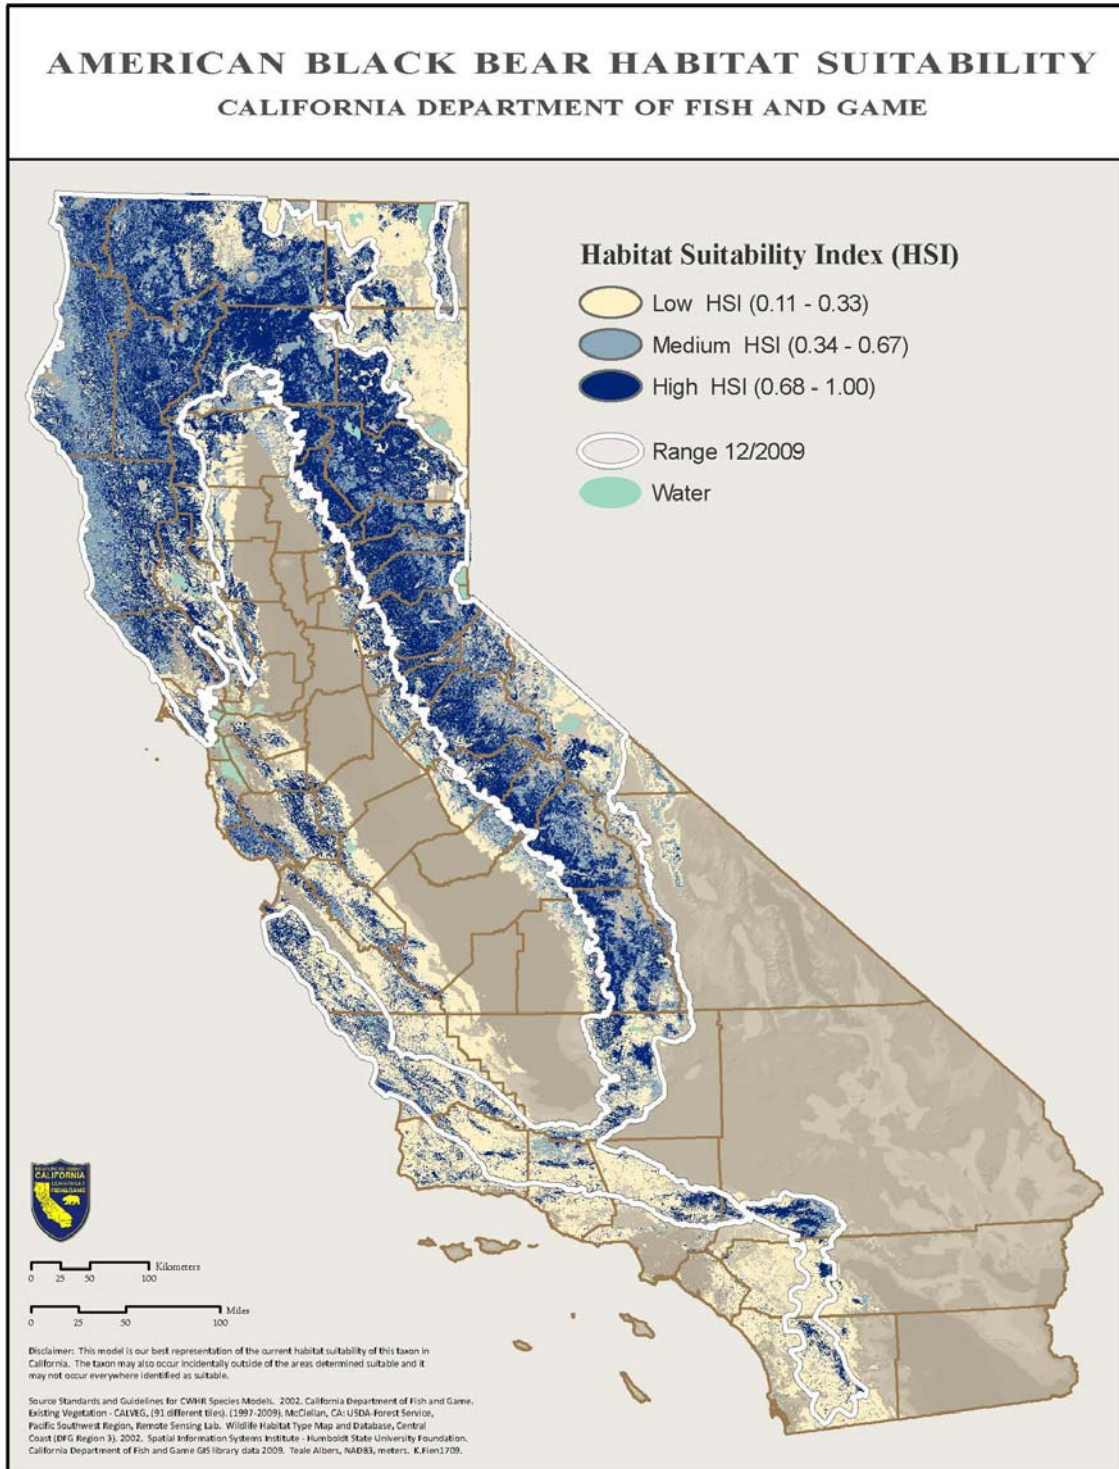 AMERICAN BLACK BEAR HABITAT SUITABILITY
CALIFORNIA DEPARTMENT OF FISH AND GAME
Habitat Suitability Index (HSI)
Low HSI (0.11 - 0.33)
Medium HSI (0.34 - 0.67)
High HSI (0.68 - 1.00)
Range 12/2009
Water
CALIFORNIA
FISH & GAME
Kilometers
0 25 50 100
Miles
0 25 50 100
Disclaimer: This model is our best representation of the current habitat suitability of this taxon in
California. The taxon may also occur incidentally outside of the areas determined suitable and it
may not occur everywhere identified as suitable.
Source Standards and Guidelines for CWHR Species Models. 2002. California Department of Fish and Game.
Existing Vegetation - CALVEG, (91 different tiles). (1997-2009). McClellan, CA: USDA-Forest Service,
Pacific Southwest Region, Remote Sensing Lab. Wildlife Habitat Type Map and Database, Central
Coast (DFG Region 3). 2002. Spatial Information Systems Institute - Humboldt State University Foundation.
California Department of Fish and Game GIS library data 2009. Teale Albers, NAD83, meters. K.Fien1709.